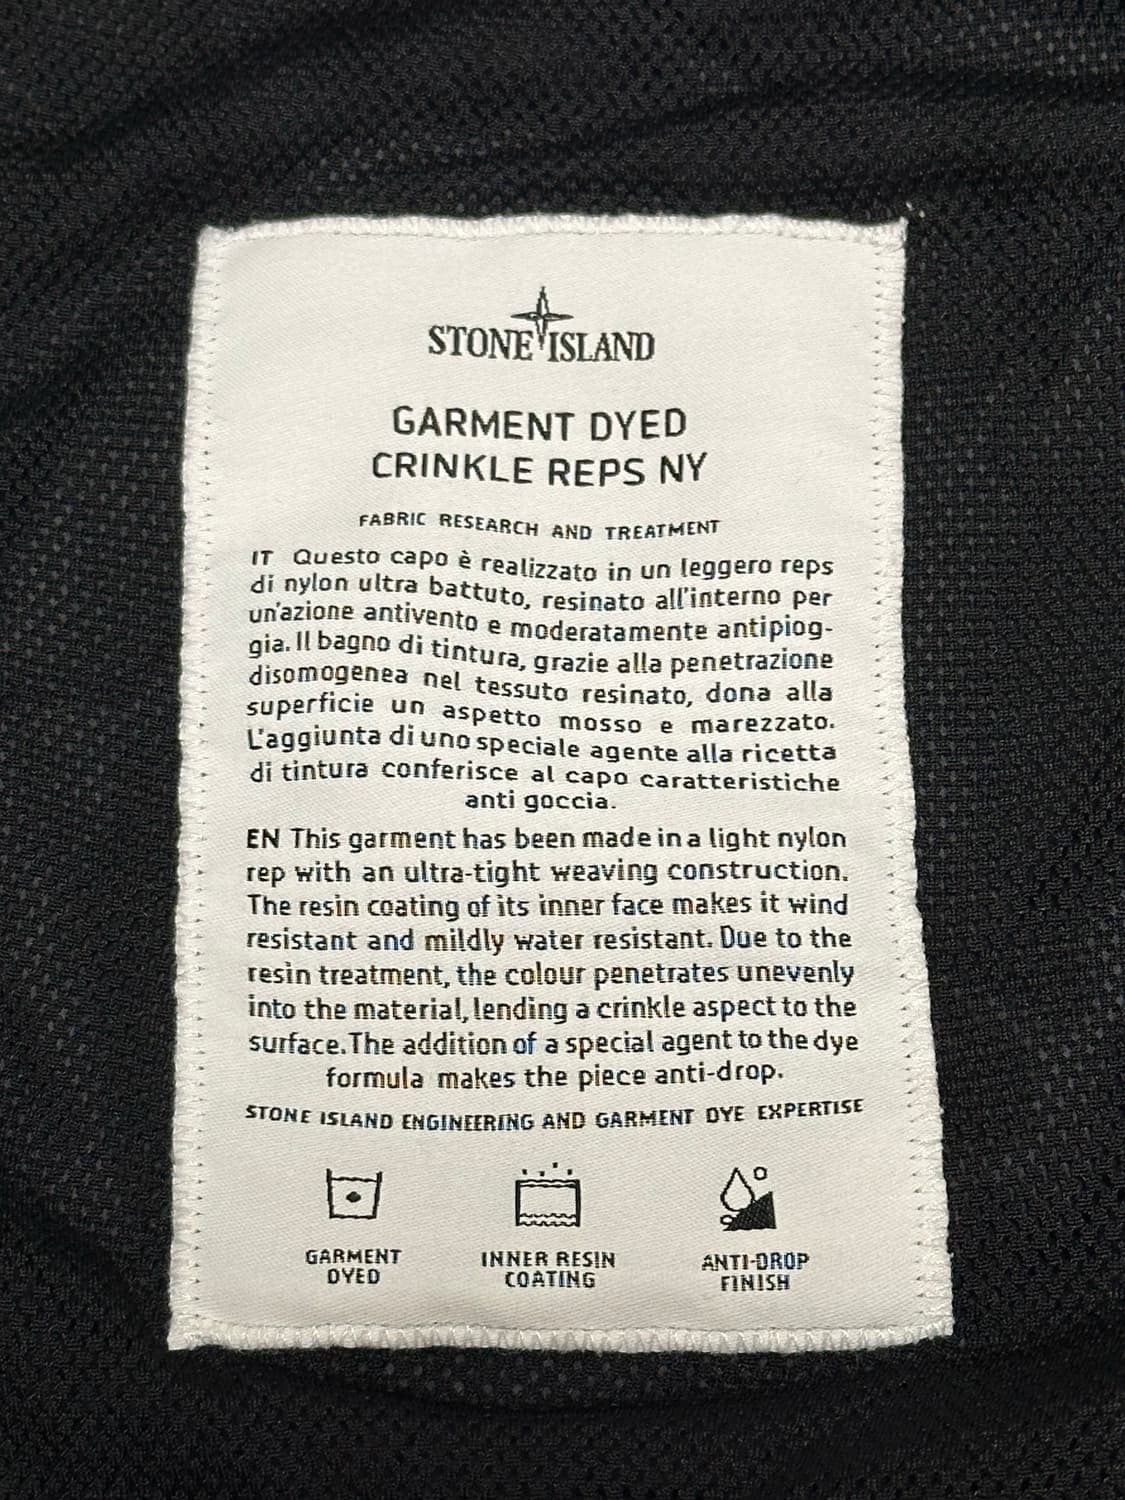 STONE ISLAND
GARMENT DYED
CRINKLE REPS NY
FABRIC RESEARCH AND TREATMENT
IT Questo capo è realizzato in un leggero reps
di nylon ultra battuto, resinato all'interno per
un'azione antivento e moderatamente antipiog-
gia. Il bagno di tintura, grazie alla penetrazione
disomogenea nel tessuto resinato, dona alla
superficie un aspetto mosso e marezzato.
L'aggiunta di uno speciale agente alla ricetta
di tintura conferisce al capo caratteristiche
anti goccia.
EN This garment has been made in a light nylon
rep with an ultra-tight weaving construction.
The resin coating of its inner face makes it wind
resistant and mildly water resistant. Due to the
resin treatment, the colour penetrates unevenly
into the material, lending a crinkle aspect to the
surface. The addition of a special agent to the dye
formula makes the piece anti-drop.
STONE ISLAND ENGINEERING AND GARMENT DYE EXPERTISE
GARMENT
DYED
INNER RESIN
COATING
ANTI-DROP
FINISH